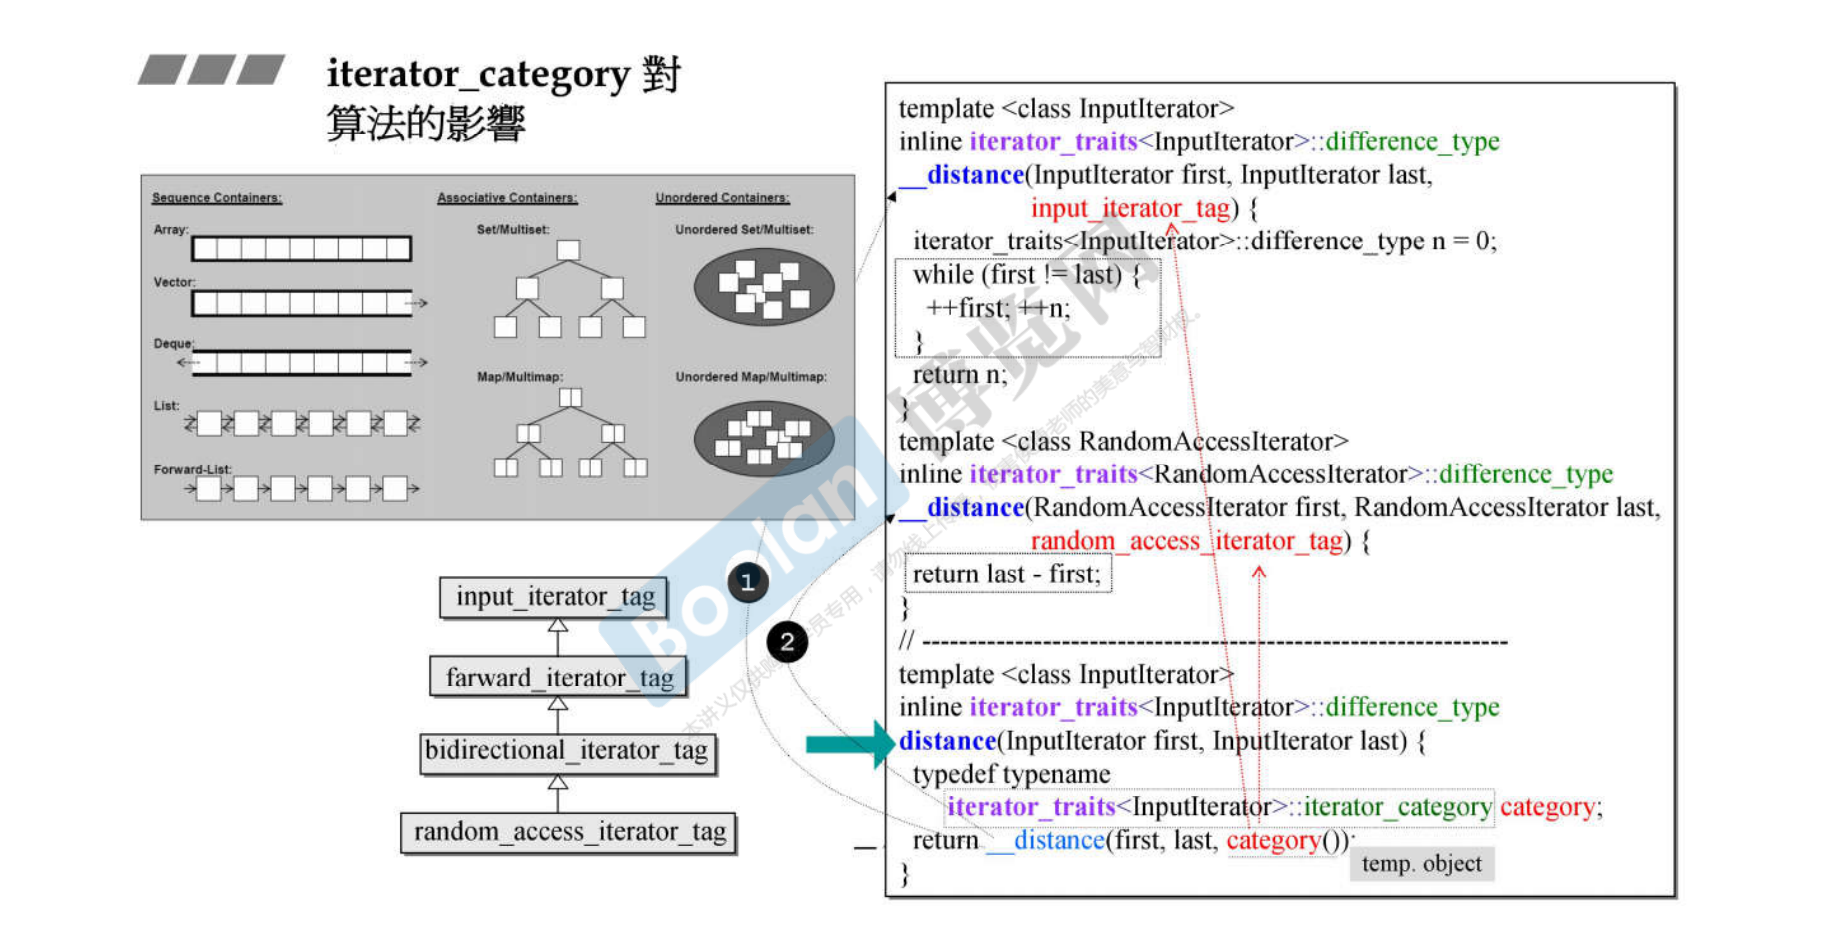 iterator_category 對
算法的影響
Sequence Containers:
Associative Containers:
Unordered Containers:
Array:
Set/Multiset:
Unordered Set/Multiset:
Vector:
Deque:
Map/Multimap:
Unordered Map/Multimap:
List:
Forward-List:
1
2
input_iterator_tag
farward_iterator_tag
bidirectional_iterator_tag
random_access_iterator_tag
template <class InputIterator>
inline iterator_traits<InputIterator>::difference_type
__distance(InputIterator first, InputIterator last,
input_iterator_tag) {
iterator_traits<InputIterator>::difference_type n = 0;
while (first != last) {
++first; ++n;
}
return n;
}
template <class RandomAccessIterator>
inline iterator_traits<RandomAccessIterator>::difference_type
__distance(RandomAccessIterator first, RandomAccessIterator last,
random_access_iterator_tag) {
return last - first;
}
// ----------------------------------------------------------------
template <class InputIterator>
inline iterator_traits<InputIterator>::difference_type
distance(InputIterator first, InputIterator last) {
typedef typename
iterator_traits<InputIterator>::iterator_category category;
return __distance(first, last, category());
}
temp. object
Boolan
博览网